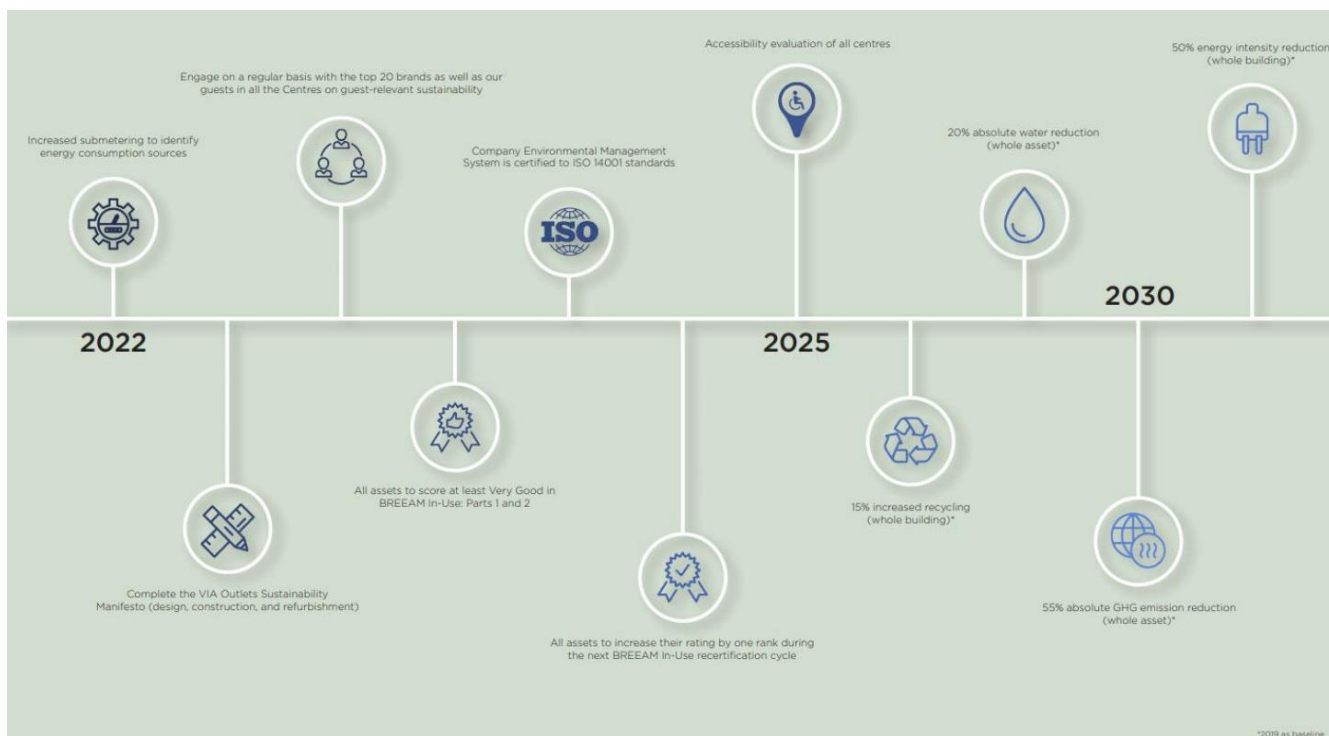 Increased submetering to identify
energy consumption sources
2022
Complete the VIA Outlets Sustainability
Manifesto (design, construction, and refurbishment)
Engage on a regular basis with the top 20 brands as well as our
guests in all the Centres on guest-relevant sustainability
All assets to score at least Very Good in
BREEAM In-Use: Parts 1 and 2
Company Environmental Management
System is certified to ISO 14001 standards
ISO
All assets to increase their rating by one rank during
the next BREEAM In-Use recertification cycle
Accessibility evaluation of all centres
2025
15% increased recycling
(whole building)*
20% absolute water reduction
(whole asset)*
2030
55% absolute GHG emission reduction
(whole asset)*
50% energy intensity reduction
(whole building)*
*2019 as baseline